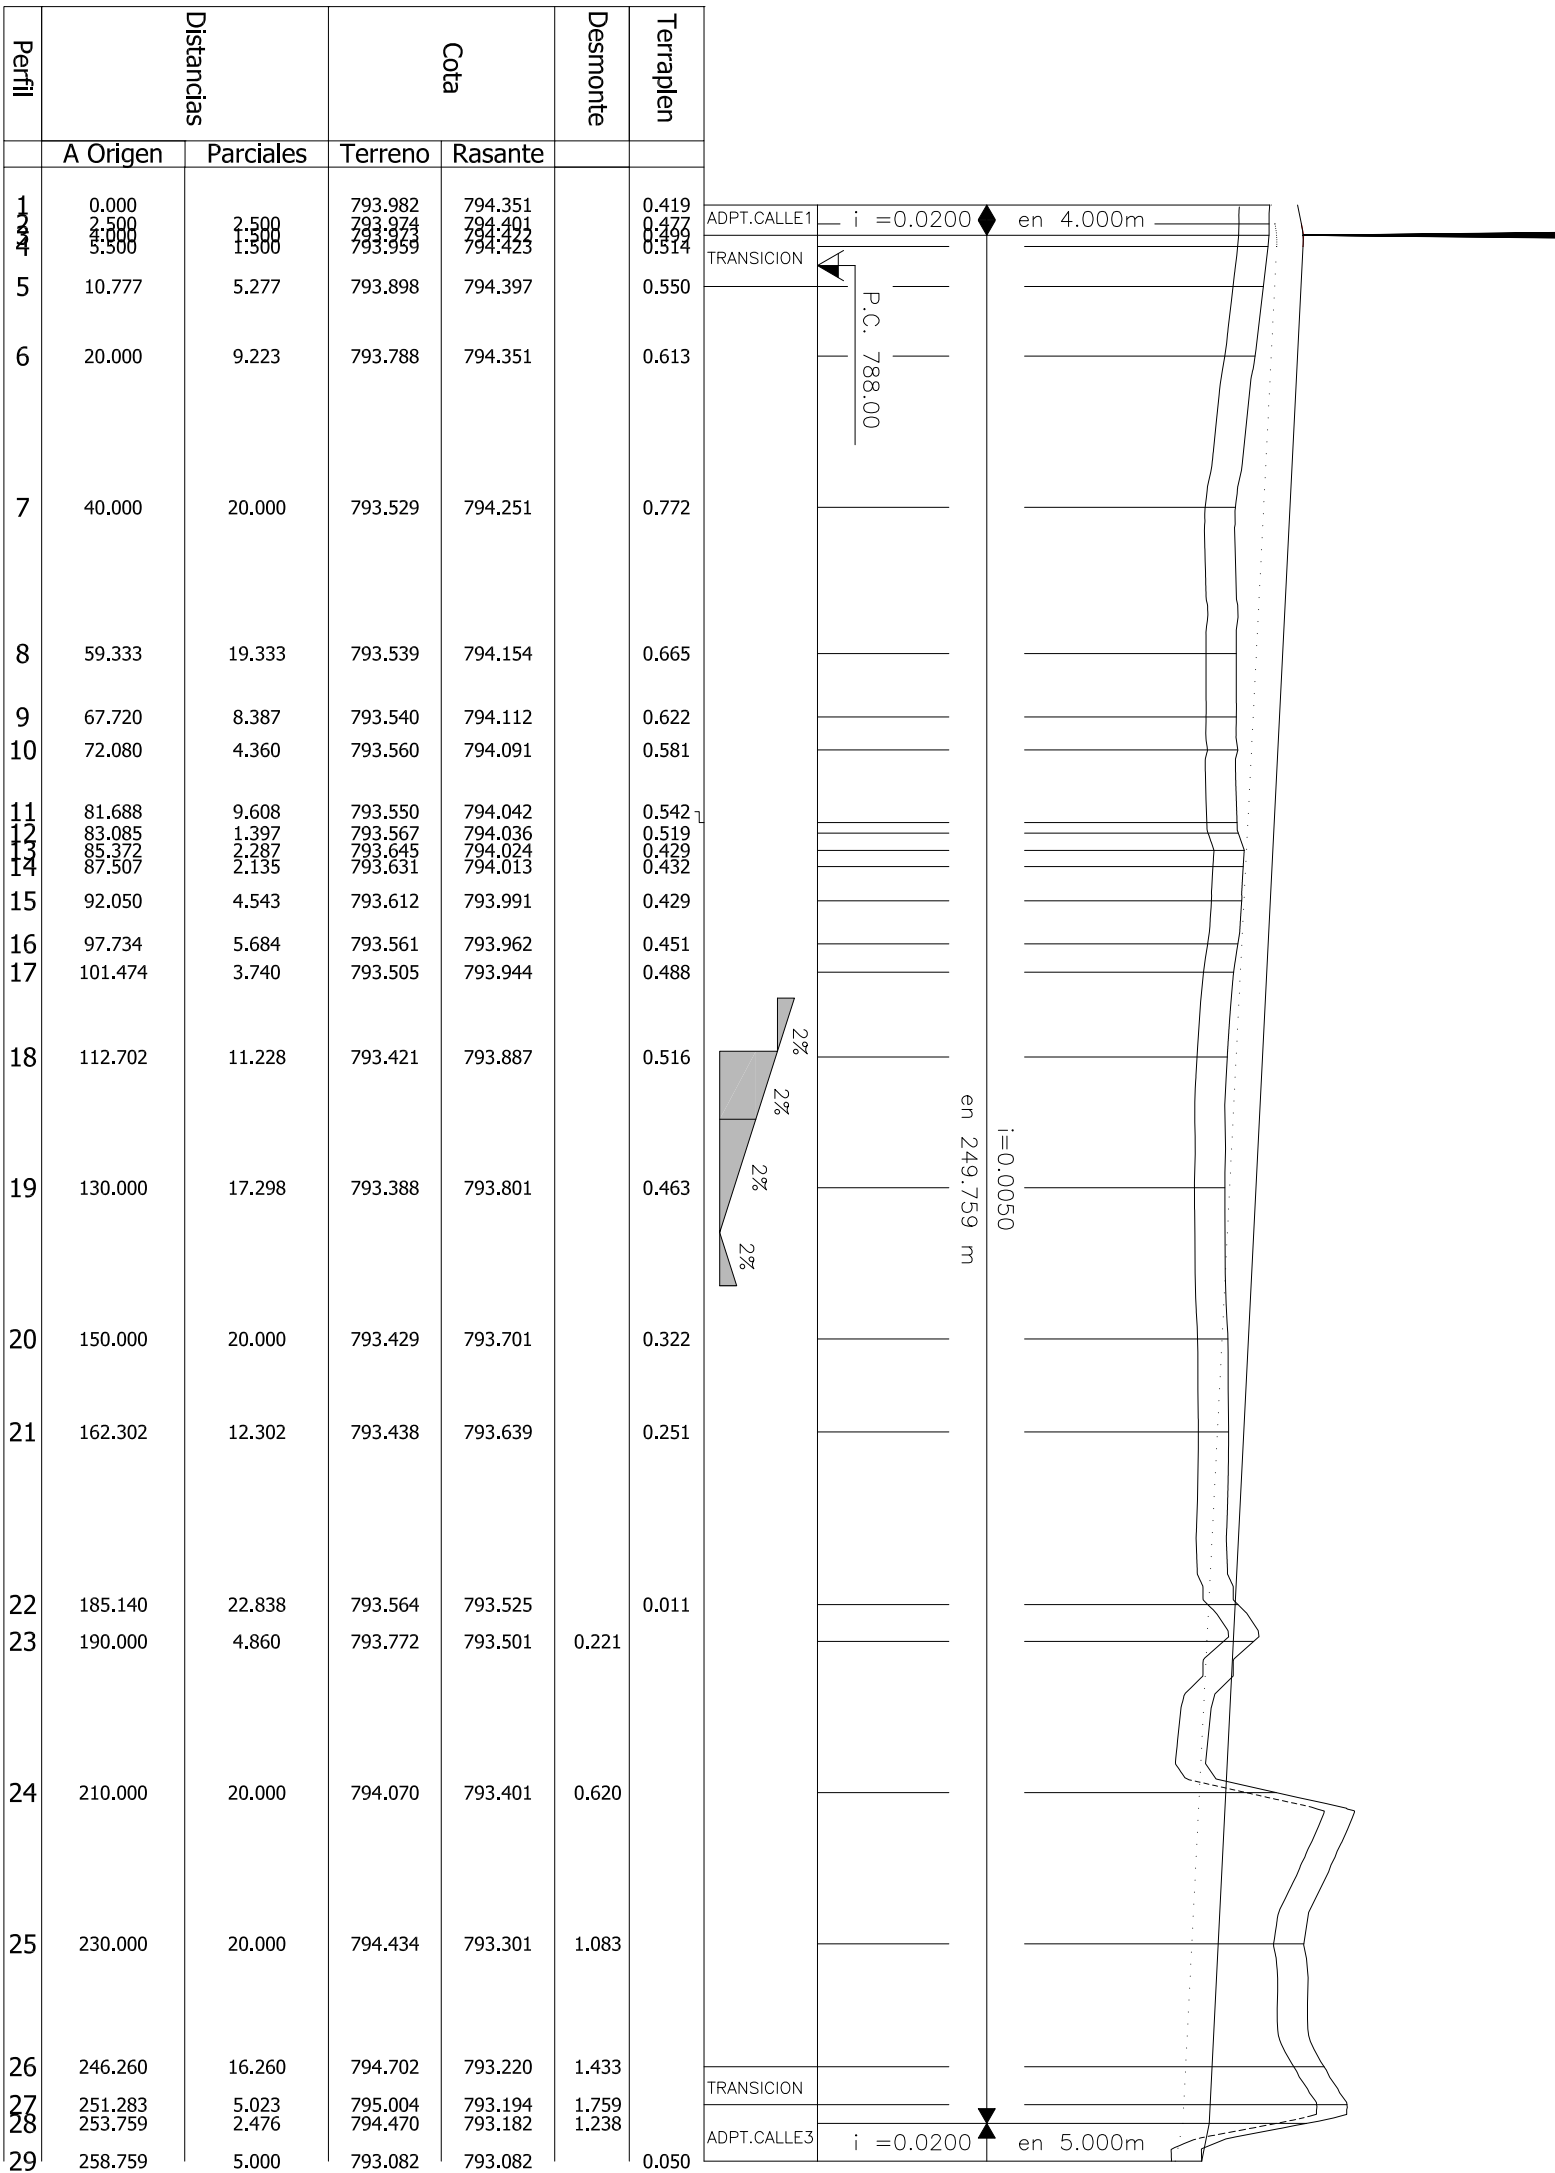 Perfil Distancias Cota Desmonte Terraplen
A Origen Parciales Terreno Rasante
1 0.000 793.982 794.351 0.419
2 2.500 2.500 793.974 794.401 0.477
3 4.000 1.500 793.973 794.422 0.499
4 5.500 1.500 793.959 794.423 0.514
5 10.777 5.277 793.898 794.397 0.550
6 20.000 9.223 793.788 794.351 0.613
7 40.000 20.000 793.529 794.251 0.772
8 59.333 19.333 793.539 794.154 0.665
9 67.720 8.387 793.540 794.112 0.622
10 72.080 4.360 793.560 794.091 0.581
11 81.688 9.608 793.550 794.042 0.542
12 83.085 1.397 793.567 794.036 0.519
13 85.372 2.287 793.645 794.024 0.429
14 87.507 2.135 793.631 794.013 0.432
15 92.050 4.543 793.612 793.991 0.429
16 97.734 5.684 793.561 793.962 0.451
17 101.474 3.740 793.505 793.944 0.488
18 112.702 11.228 793.421 793.887 0.516
19 130.000 17.298 793.388 793.801 0.463
20 150.000 20.000 793.429 793.701 0.322
21 162.302 12.302 793.438 793.639 0.251
22 185.140 22.838 793.564 793.525 0.011
23 190.000 4.860 793.772 793.501 0.221
24 210.000 20.000 794.070 793.401 0.620
25 230.000 20.000 794.434 793.301 1.083
26 246.260 16.260 794.702 793.220 1.433
27 251.283 5.023 795.004 793.194 1.759
28 253.759 2.476 794.470 793.182 1.238
29 258.759 5.000 793.082 793.082 0.050
ADPT.CALLE1
i =0.0200 en 4.000m
TRANSICION
P.C. 788.00
2%
2%
2%
2%
i=0.0050
en 249.759 m
TRANSICION
ADPT.CALLE3
i =0.0200 en 5.000m